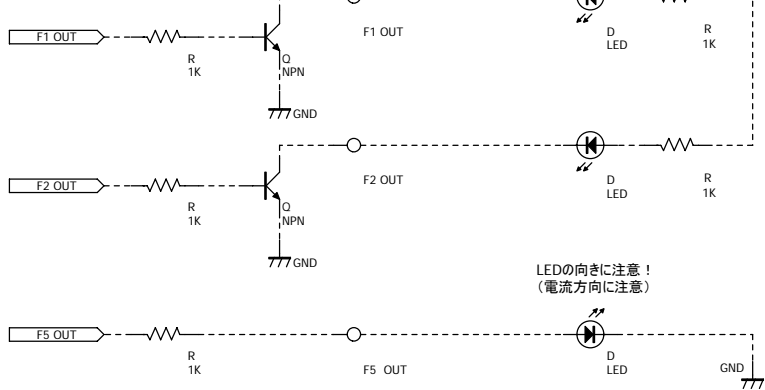 F1 OUT
R
1K
Q
NPN
GND
F1 OUT
D
LED
R
1K
F2 OUT
R
1K
Q
NPN
GND
F2 OUT
D
LED
R
1K
LEDの向きに注意！
（電流方向に注意）
F5 OUT
R
1K
F5 OUT
D
LED
GND